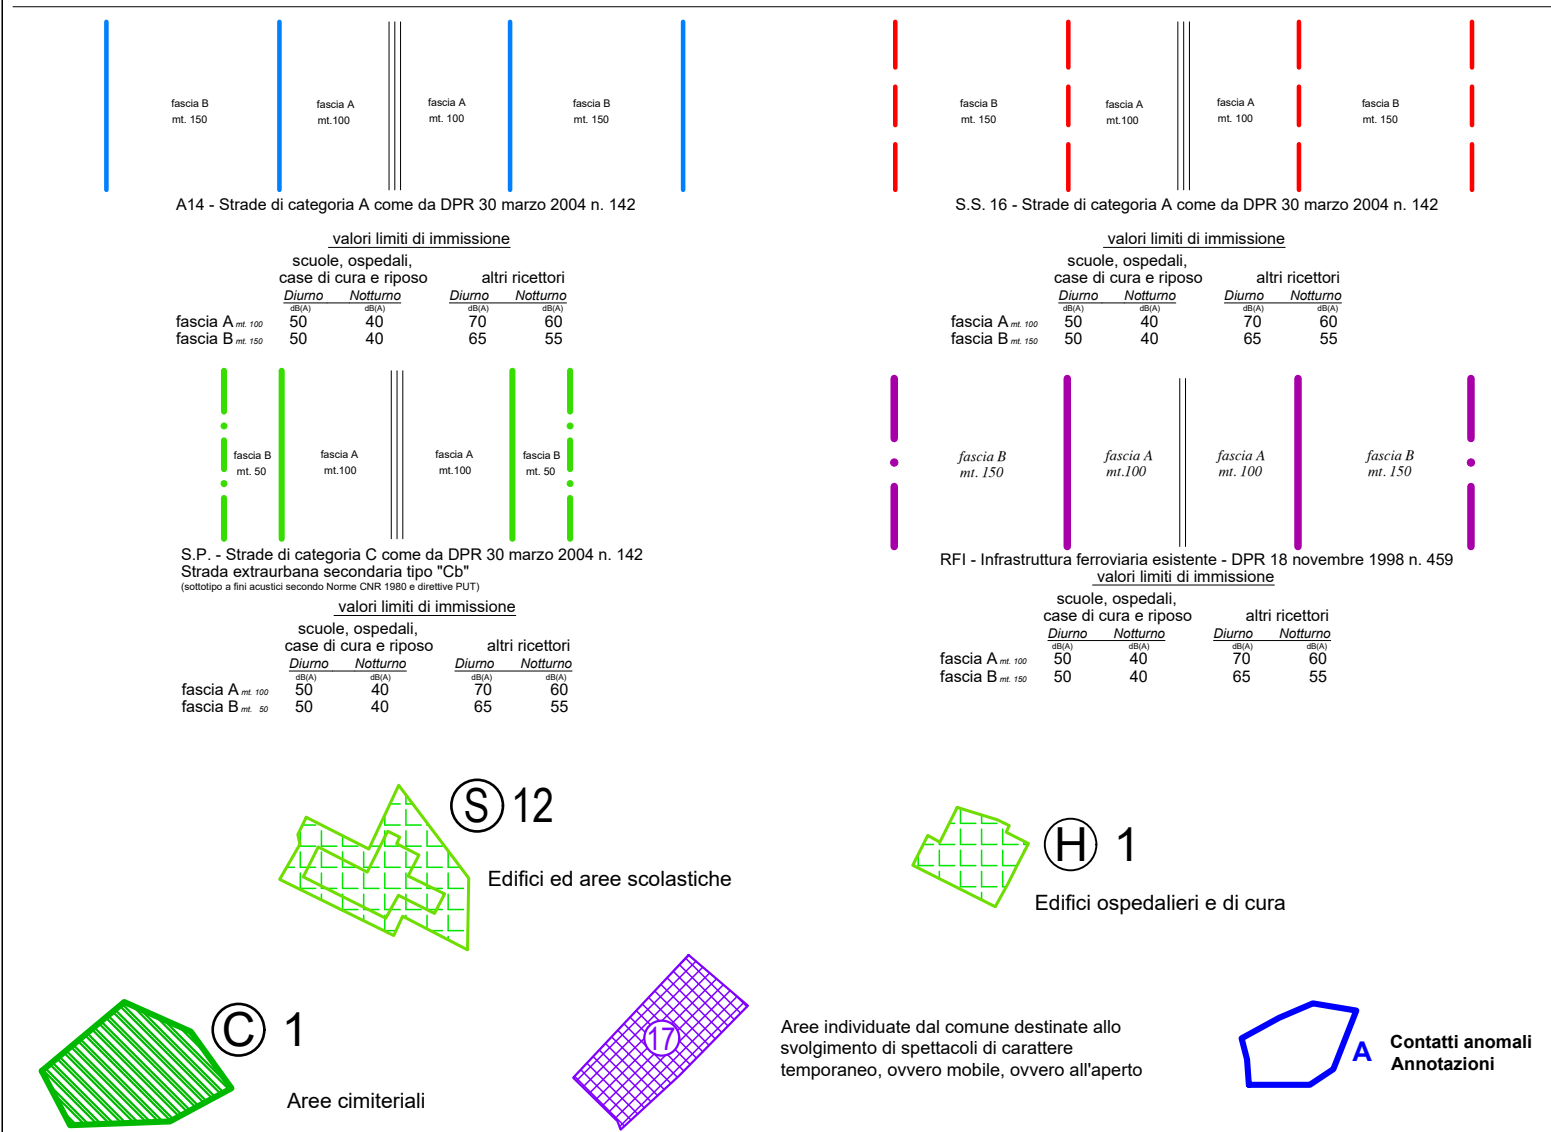 fascia B
mt. 150
fascia A
mt.100
fascia A
mt. 100
fascia B
mt. 150
A14 - Strade di categoria A come da DPR 30 marzo 2004 n. 142
valori limiti di immissione
scuole, ospedali,
case di cura e riposo altri ricettori
Diurno Notturno Diurno Notturno
dB(A) dB(A) dB(A) dB(A)
fascia A mt. 100 50 40 70 60
fascia B mt. 150 50 40 65 55
fascia B
mt. 150
fascia A
mt.100
fascia A
mt. 100
fascia B
mt. 150
S.S. 16 - Strade di categoria A come da DPR 30 marzo 2004 n. 142
valori limiti di immissione
scuole, ospedali,
case di cura e riposo altri ricettori
Diurno Notturno Diurno Notturno
dB(A) dB(A) dB(A) dB(A)
fascia A mt. 100 50 40 70 60
fascia B mt. 150 50 40 65 55
fascia B
mt. 50
fascia A
mt.100
fascia A
mt.100
fascia B
mt. 50
S.P. - Strade di categoria C come da DPR 30 marzo 2004 n. 142
Strada extraurbana secondaria tipo "Cb"
(sottotipo a fini acustici secondo Norme CNR 1980 e direttive PUT)
valori limiti di immissione
scuole, ospedali,
case di cura e riposo altri ricettori
Diurno Notturno Diurno Notturno
dB(A) dB(A) dB(A) dB(A)
fascia A mt. 100 50 40 70 60
fascia B mt. 50 50 40 65 55
fascia B
mt. 150
fascia A
mt.100
fascia A
mt. 100
fascia B
mt. 150
RFI - Infrastruttura ferroviaria esistente - DPR 18 novembre 1998 n. 459
valori limiti di immissione
scuole, ospedali,
case di cura e riposo altri ricettori
Diurno Notturno Diurno Notturno
dB(A) dB(A) dB(A) dB(A)
fascia A mt. 100 50 40 70 60
fascia B mt. 150 50 40 65 55
S 12
Edifici ed aree scolastiche
H 1
Edifici ospedalieri e di cura
C 1
Aree cimiteriali
17
Aree individuate dal comune destinate allo
svolgimento di spettacoli di carattere
temporaneo, ovvero mobile, ovvero all'aperto
A
Contatti anomali
Annotazioni